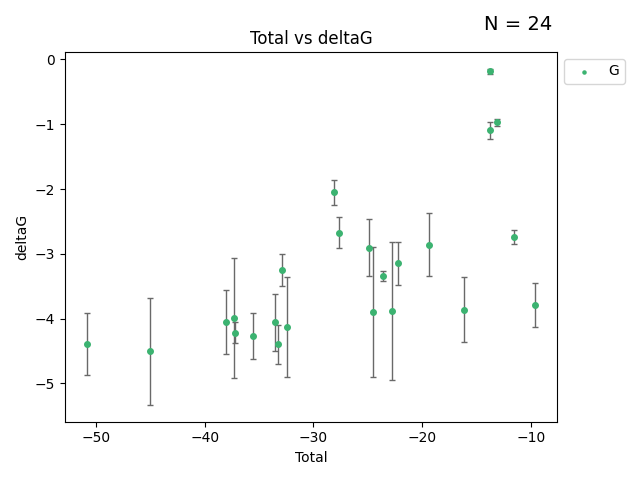 N = 24
Total vs deltaG
G
deltaG
0
−1
−2
−3
−4
−5
−50 −40 −30 −20 −10
Total